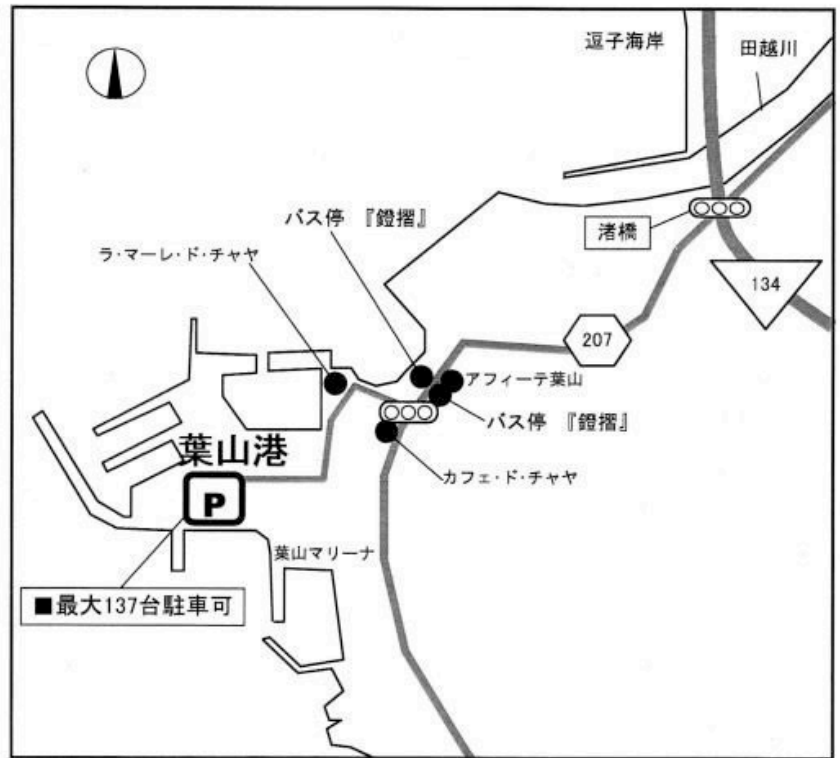 逗子海岸
田越川
バス停 『鐙摺』
渚橋
ラ・マーレ・ド・チャヤ
134
207
アフィーテ葉山
バス停 『鐙摺』
葉山港
カフェ・ド・チャヤ
P
葉山マリーナ
■最大137台駐車可